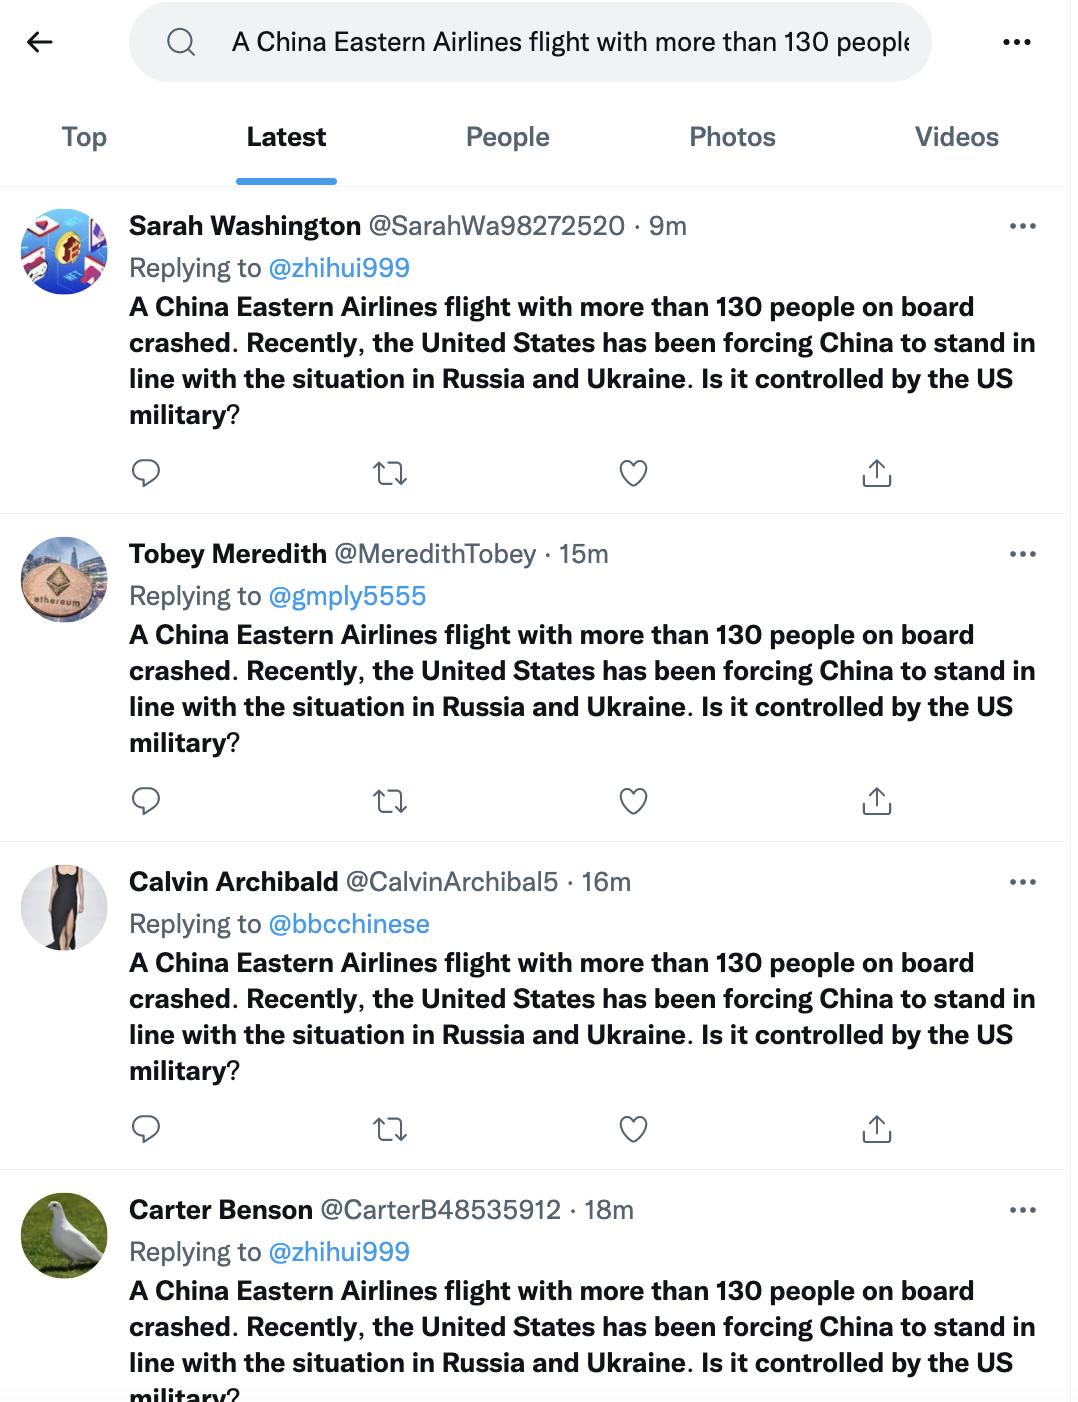 A China Eastern Airlines flight with more than 130 people
Top
Latest
People
Photos
Videos
Sarah Washington @SarahWa98272520 · 9m
Replying to @zhihui999
A China Eastern Airlines flight with more than 130 people on board
crashed. Recently, the United States has been forcing China to stand in
line with the situation in Russia and Ukraine. Is it controlled by the US
military?
ethereum
Tobey Meredith @MeredithTobey · 15m
Replying to @gmply5555
A China Eastern Airlines flight with more than 130 people on board
crashed. Recently, the United States has been forcing China to stand in
line with the situation in Russia and Ukraine. Is it controlled by the US
military?
Calvin Archibald @CalvinArchibal5 · 16m
Replying to @bbcchinese
A China Eastern Airlines flight with more than 130 people on board
crashed. Recently, the United States has been forcing China to stand in
line with the situation in Russia and Ukraine. Is it controlled by the US
military?
Carter Benson @CarterB48535912 · 18m
Replying to @zhihui999
A China Eastern Airlines flight with more than 130 people on board
crashed. Recently, the United States has been forcing China to stand in
line with the situation in Russia and Ukraine. Is it controlled by the US
military?